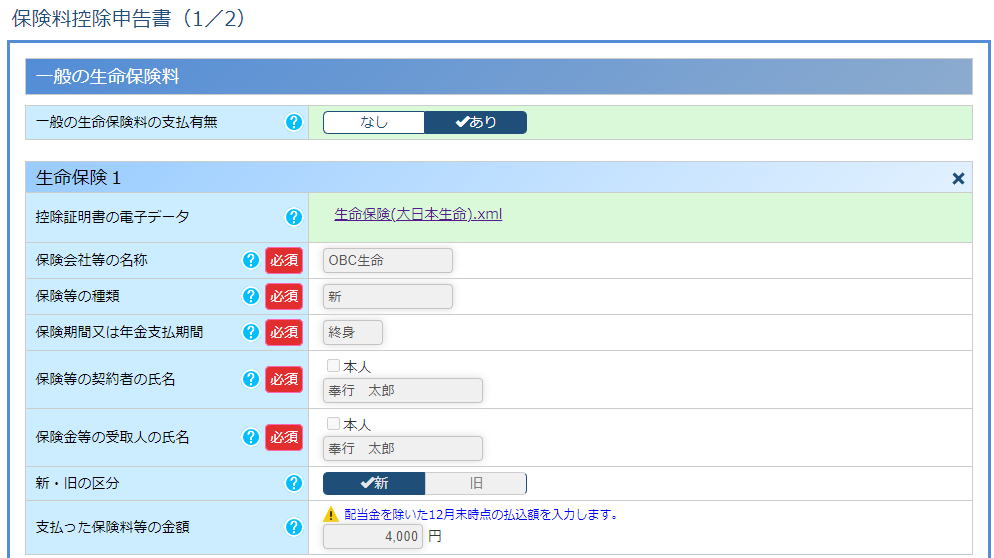 保険料控除申告書（1／2）
一般の生命保険料
一般の生命保険料の支払有無 ? なし ✔あり
生命保険１ ×
控除証明書の電子データ ? 生命保険(大日本生命).xml
保険会社等の名称 ? 必須 OBC生命
保険等の種類 ? 必須 新
保険期間又は年金支払期間 ? 必須 終身
保険等の契約者の氏名 ? 必須 本人
奉行　太郎
保険金等の受取人の氏名 ? 必須 本人
奉行　太郎
新・旧の区分 ? ✔新 旧
支払った保険料等の金額 ? 配当金を除いた12月末時点の払込額を入力します。
4,000 円